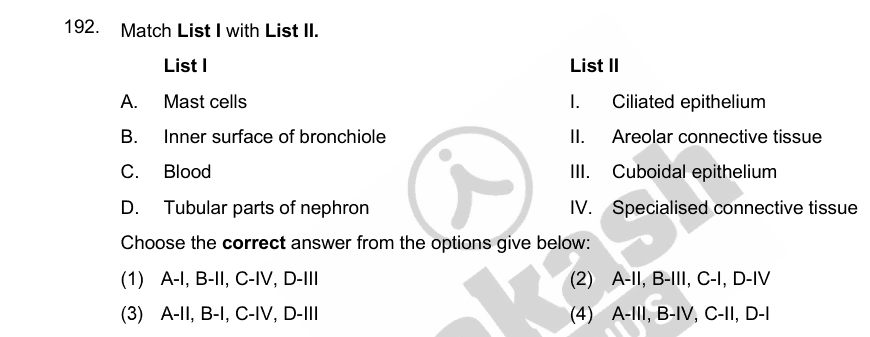 192. Match List I with List II.
List I List II
A. Mast cells I. Ciliated epithelium
B. Inner surface of bronchiole II. Areolar connective tissue
C. Blood III. Cuboidal epithelium
D. Tubular parts of nephron IV. Specialised connective tissue
Choose the correct answer from the options give below:
(1) A-I, B-II, C-IV, D-III (2) A-II, B-III, C-I, D-IV
(3) A-II, B-I, C-IV, D-III (4) A-III, B-IV, C-II, D-I